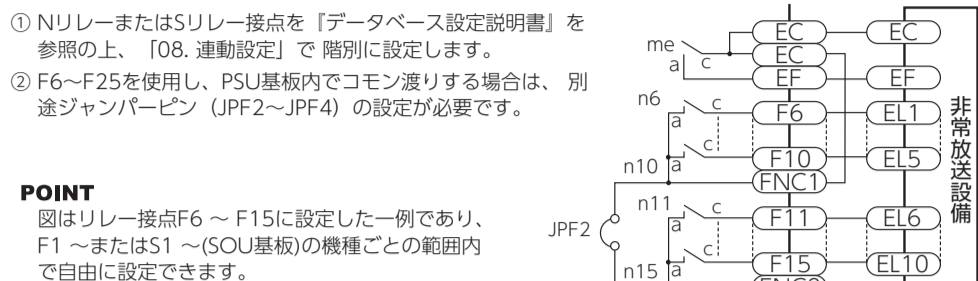 ① NリレーまたはSリレー接点を『データベース設定説明書』を
参照の上、「08. 連動設定」で 階別に設定します。
② F6～F25を使用し、PSU基板内でコモン渡りする場合は、 別
途ジャンパーピン（JPF2～JPF4）の設定が必要です。
POINT
図はリレー接点F6 ～ F15に設定した一例であり、
F1 ～またはS1 ～(SOU基板)の機種ごとの範囲内
で自由に設定できます。
me
a
c
EC
EC
EC
EF
EF
n6
a
c
F6
EL1
n10
a
c
F10
EL5
FNC1
JPF2
n11
a
c
F11
EL6
n15
a
c
F15
EL10
非常放送設備